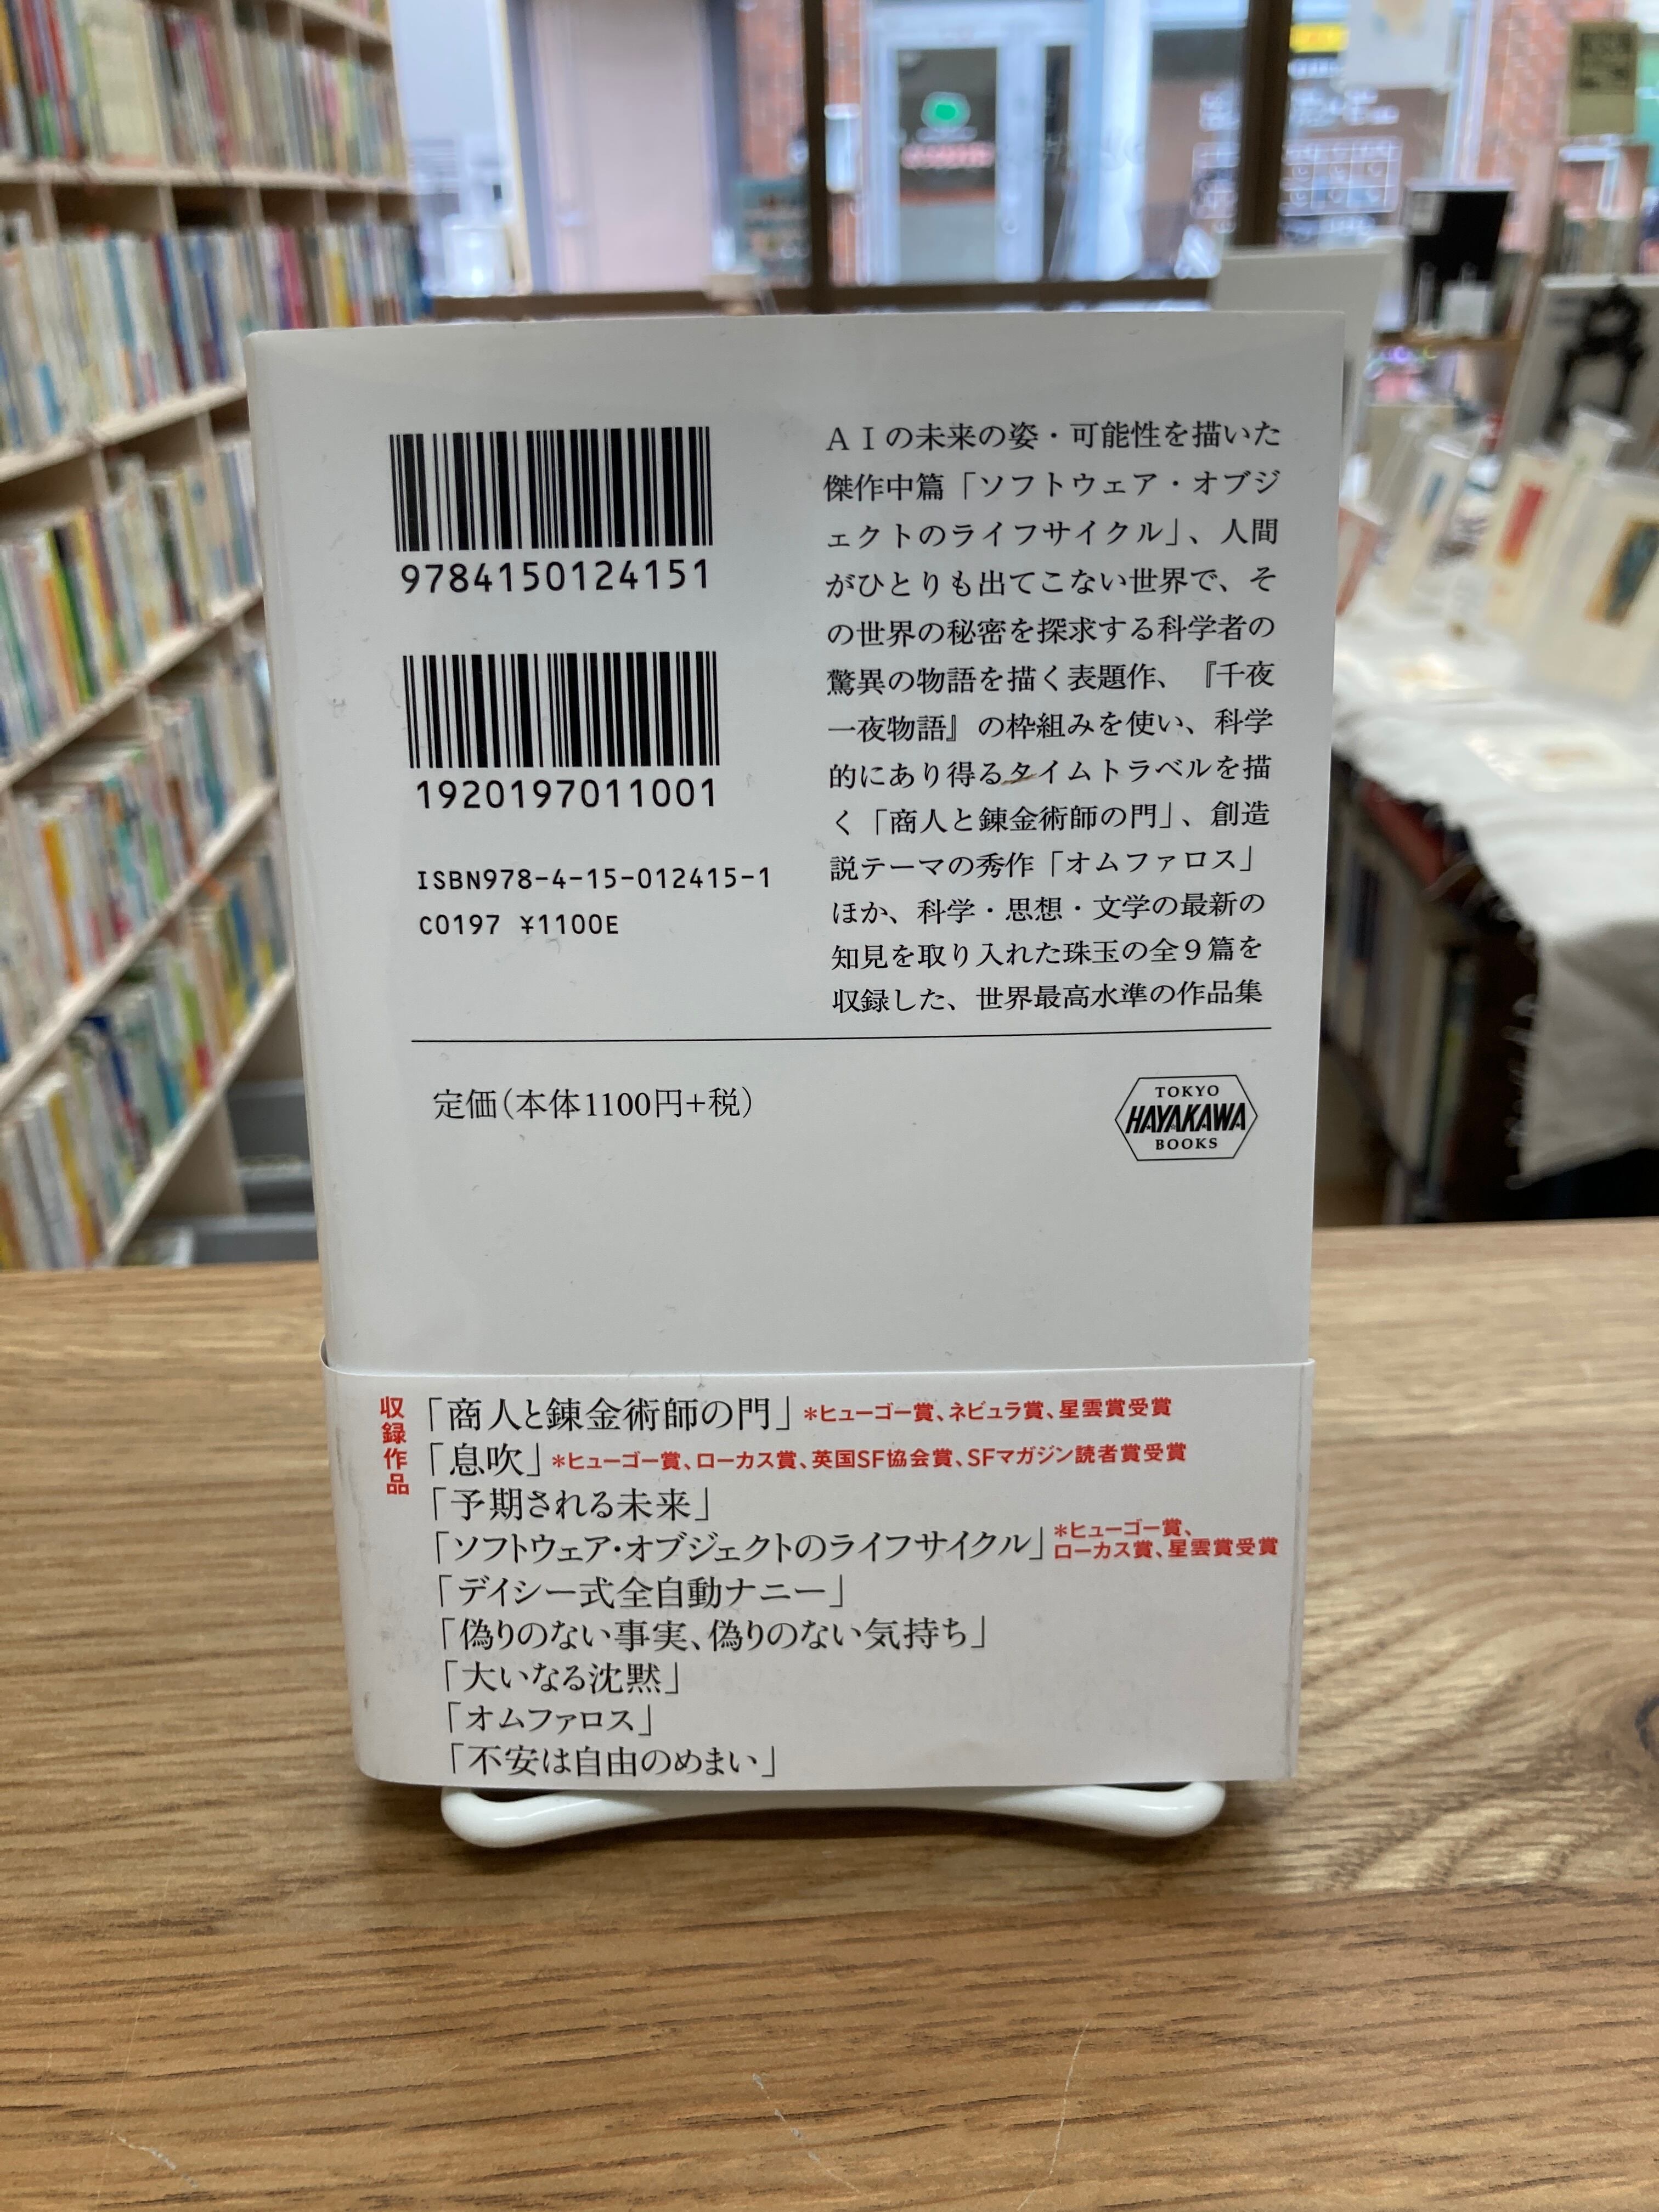 9784150124151
1920197011001
ISBN978-4-15-012415-1
C0197 ¥1100E
AIの未来の姿・可能性を描いた
傑作中篇「ソフトウェア・オブジ
ェクトのライフサイクル」、人間
がひとりも出てこない世界で、そ
の世界の秘密を探求する科学者の
驚異の物語を描く表題作、『千夜
一夜物語』の枠組みを使い、科学
的にあり得るタイムトラベルを描
く「商人と錬金術師の門」、創造
説テーマの秀作「オムファロス」
ほか、科学・思想・文学の最新の
知見を取り入れた珠玉の全9篇を
収録した、世界最高水準の作品集
定価(本体1100円+税)
TOKYO
HAYAKAWA
BOOKS
収録作品
「商人と錬金術師の門」*ヒューゴー賞、ネビュラ賞、星雲賞受賞
「息吹」*ヒューゴー賞、ローカス賞、英国SF協会賞、SFマガジン読者賞受賞
「予期される未来」
「ソフトウェア・オブジェクトのライフサイクル」*ヒューゴー賞、
ローカス賞、星雲賞受賞
「デイシー式全自動ナニー」
「偽りのない事実、偽りのない気持ち」
「大いなる沈黙」
「オムファロス」
「不安は自由のめまい」